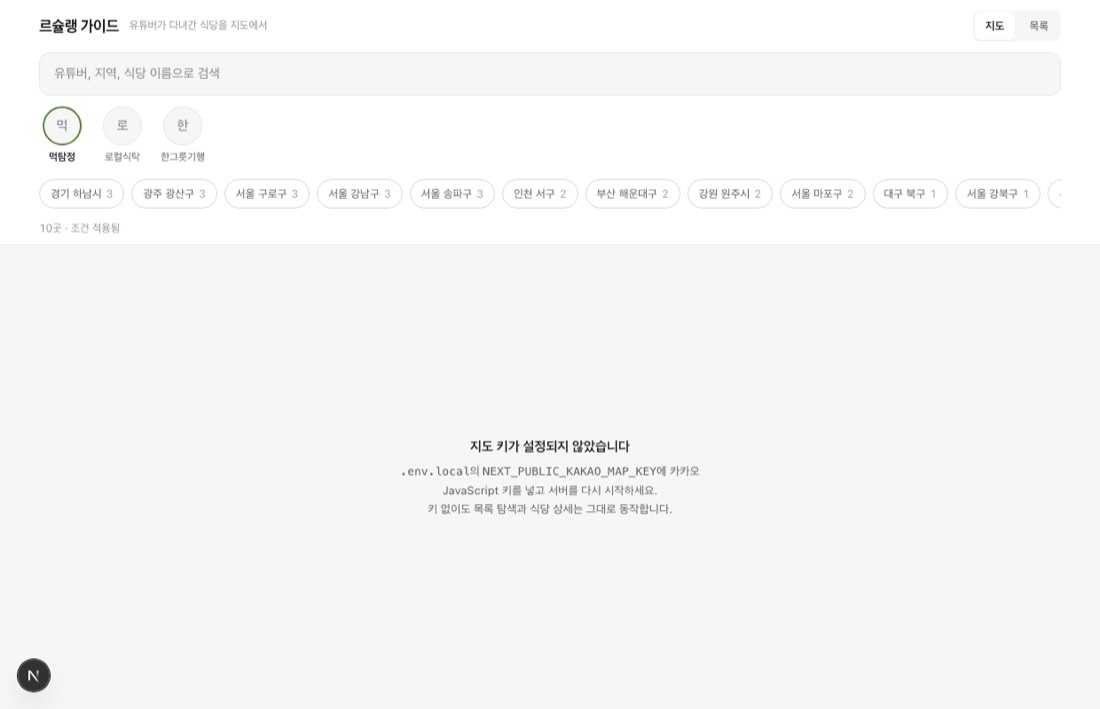 르슐랭 가이드 유튜버가 다녀간 식당을 지도에서 지도 목록
유튜버, 지역, 식당 이름으로 검색
먹 로 한
먹탐정 로컬식탁 한그릇기행
경기 하남시 3 광주 광산구 3 서울 구로구 3 서울 강남구 3 서울 송파구 3 인천 서구 2 부산 해운대구 2 강원 원주시 2 서울 마포구 2 대구 북구 1 서울 강북구 1
10곳 · 조건 적용됨
지도 키가 설정되지 않았습니다
.env.local의 NEXT_PUBLIC_KAKAO_MAP_KEY에 카카오
JavaScript 키를 넣고 서버를 다시 시작하세요.
키 없이도 목록 탐색과 식당 상세는 그대로 동작합니다.
N